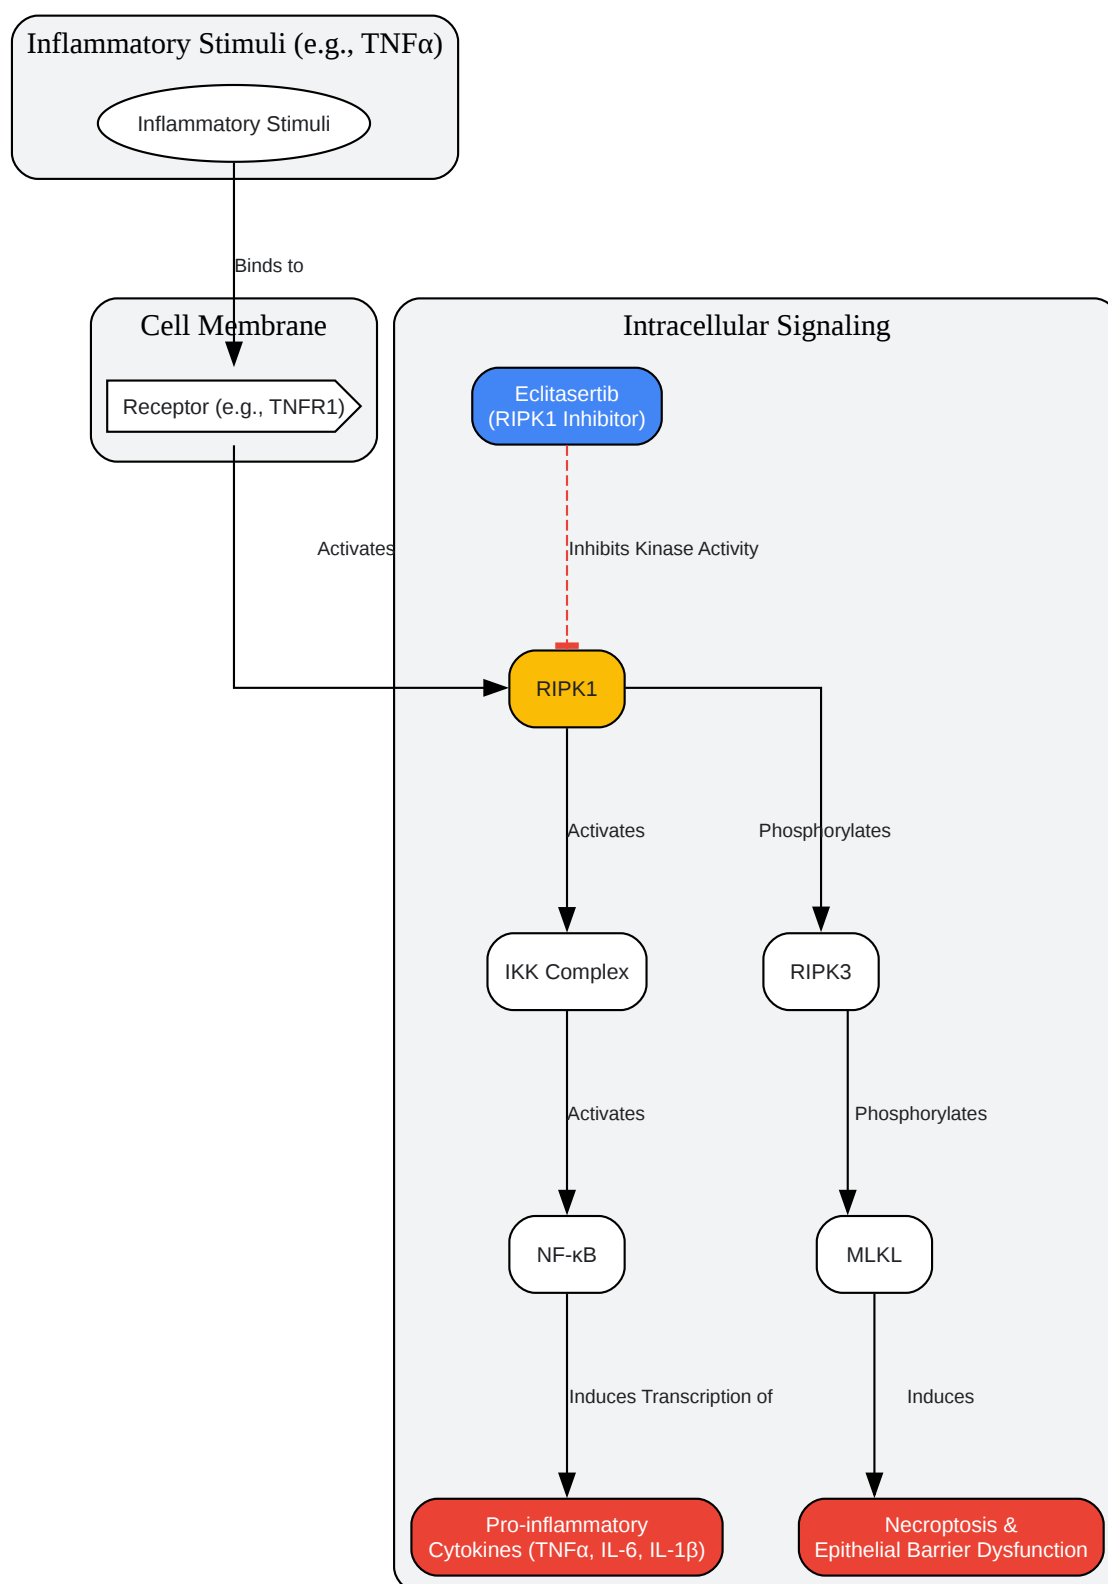 Inflammatory Stimuli (e.g., TNFα)
Inflammatory Stimuli
Binds to
Cell Membrane
Receptor (e.g., TNFR1)
Intracellular Signaling
Eclitasertib
(RIPK1 Inhibitor)
Activates
Inhibits Kinase Activity
RIPK1
Activates
Phosphorylates
IKK Complex
RIPK3
Activates
Phosphorylates
NF-κB
MLKL
Induces Transcription of
Induces
Pro-inflammatory
Cytokines (TNFα, IL-6, IL-1β)
Necroptosis &
Epithelial Barrier Dysfunction